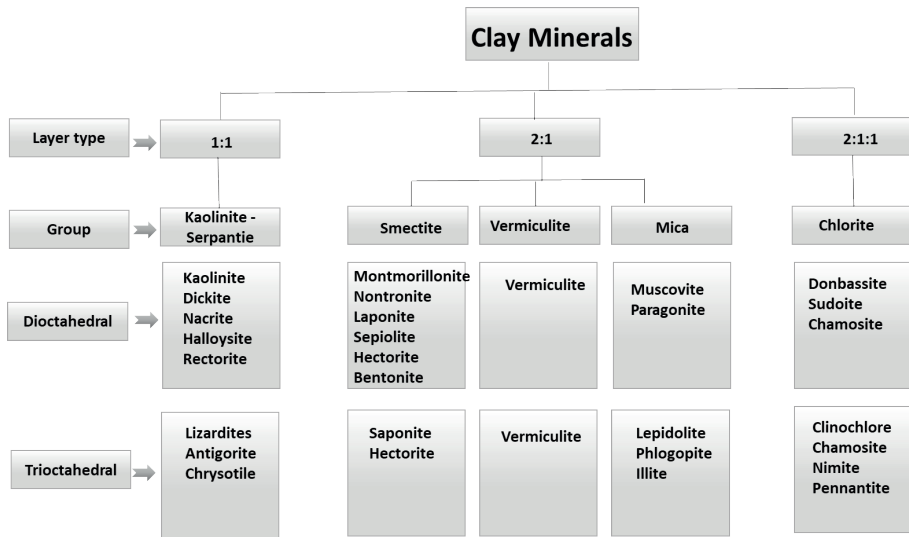 Clay Minerals
Layer type
1:1
2:1
2:1:1
Group
Kaolinite -
Serpantie
Smectite
Vermiculite
Mica
Chlorite
Dioctahedral
Kaolinite
Dickite
Nacrite
Halloysite
Rectorite
Montmorillonite
Nontronite
Laponite
Sepiolite
Hectorite
Bentonite
Vermiculite
Muscovite
Paragonite
Donbassite
Sudoite
Chamosite
Trioctahedral
Lizardites
Antigorite
Chrysotile
Saponite
Hectorite
Vermiculite
Lepidolite
Phlogopite
Illite
Clinochlore
Chamosite
Nimite
Pennantite